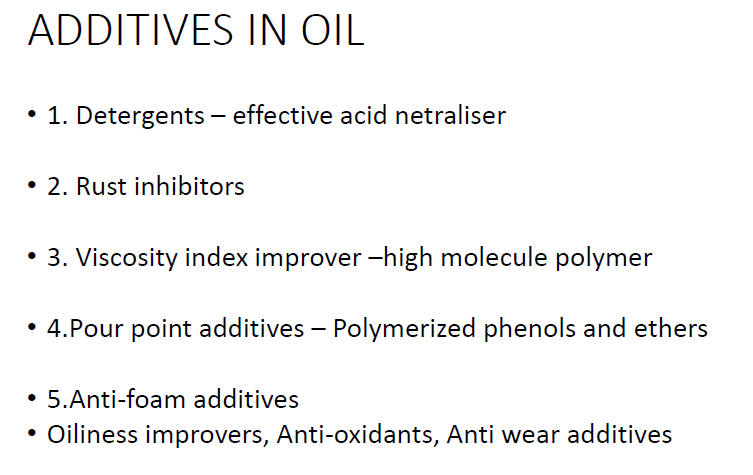 ADDITIVES IN OIL
• 1. Detergents – effective acid netraliser
• 2. Rust inhibitors
• 3. Viscosity index improver –high molecule polymer
• 4.Pour point additives – Polymerized phenols and ethers
• 5.Anti-foam additives
• Oiliness improvers, Anti-oxidants, Anti wear additives